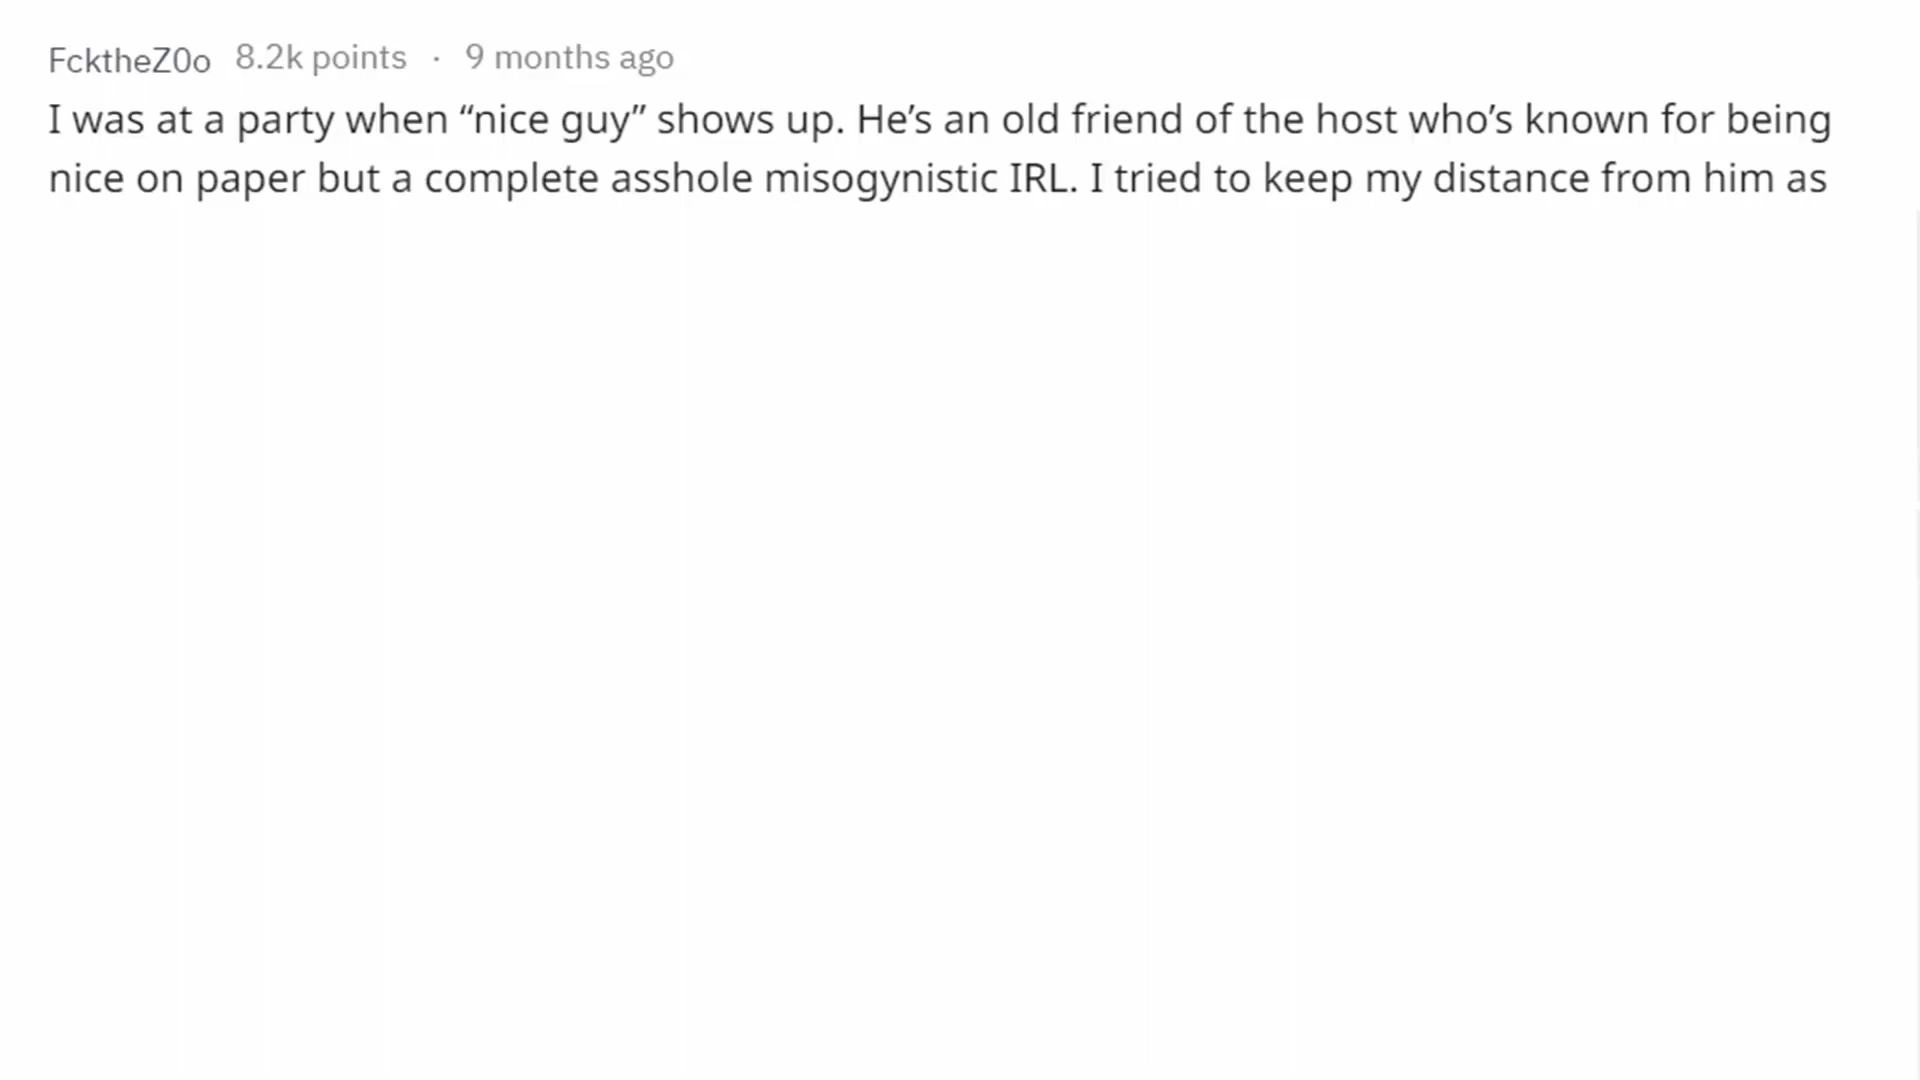 FcktheZ0o 8.2k points · 9 months ago
I was at a party when “nice guy” shows up. He’s an old friend of the host who’s known for being
nice on paper but a complete asshole misogynistic IRL. I tried to keep my distance from him as